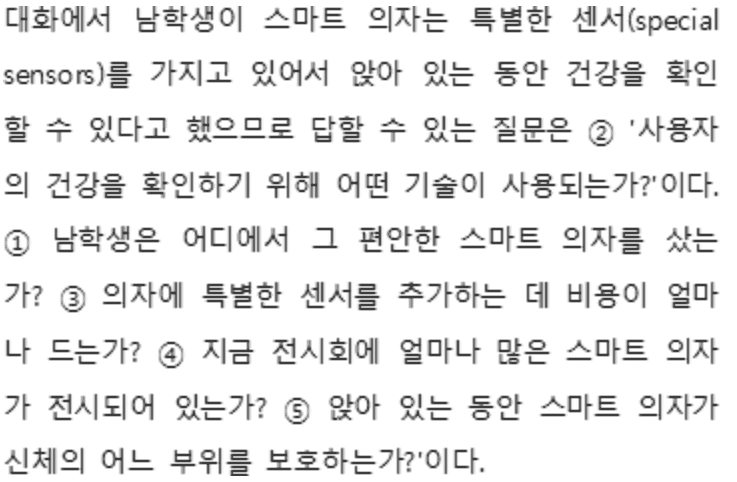 대화에서 남학생이 스마트 의자는 특별한 센서(special
sensors)를 가지고 있어서 앉아 있는 동안 건강을 확인
할 수 있다고 했으므로 답할 수 있는 질문은 ② '사용자
의 건강을 확인하기 위해 어떤 기술이 사용되는가?'이다.
① 남학생은 어디에서 그 편안한 스마트 의자를 샀는
가? ③ 의자에 특별한 센서를 추가하는 데 비용이 얼마
나 드는가? ④ 지금 전시회에 얼마나 많은 스마트 의자
가 전시되어 있는가? ⑤ 앉아 있는 동안 스마트 의자가
신체의 어느 부위를 보호하는가?'이다.